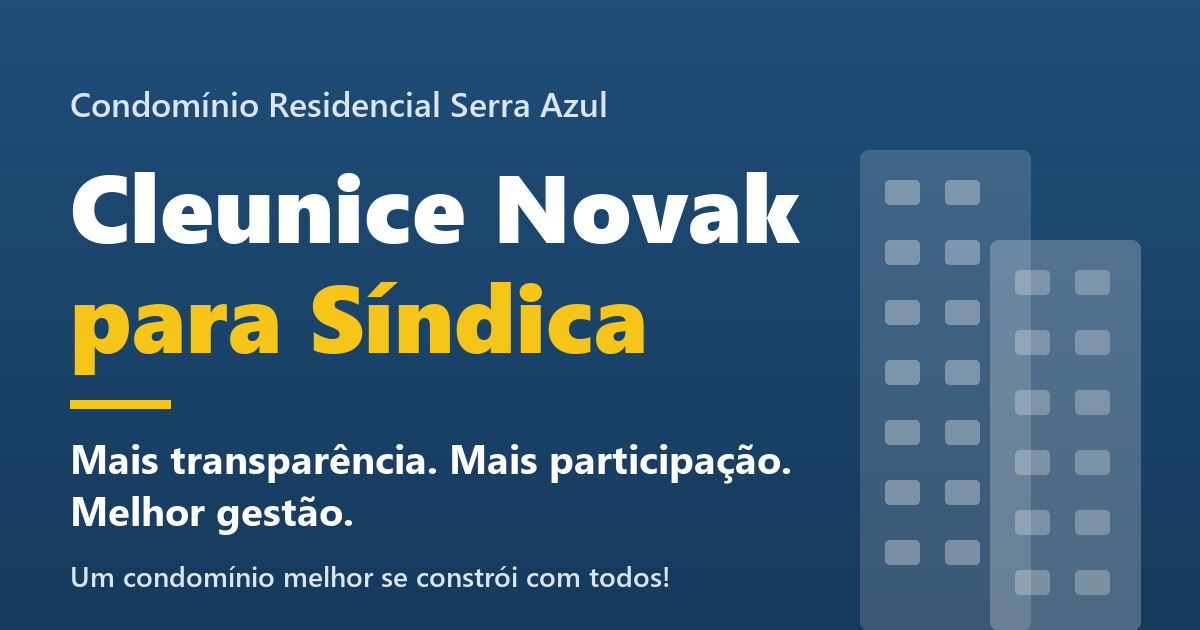 Condomínio Residencial Serra Azul
Cleunice Novak
para Síndica
Mais transparência. Mais participação.
Melhor gestão.
Um condomínio melhor se constrói com todos!